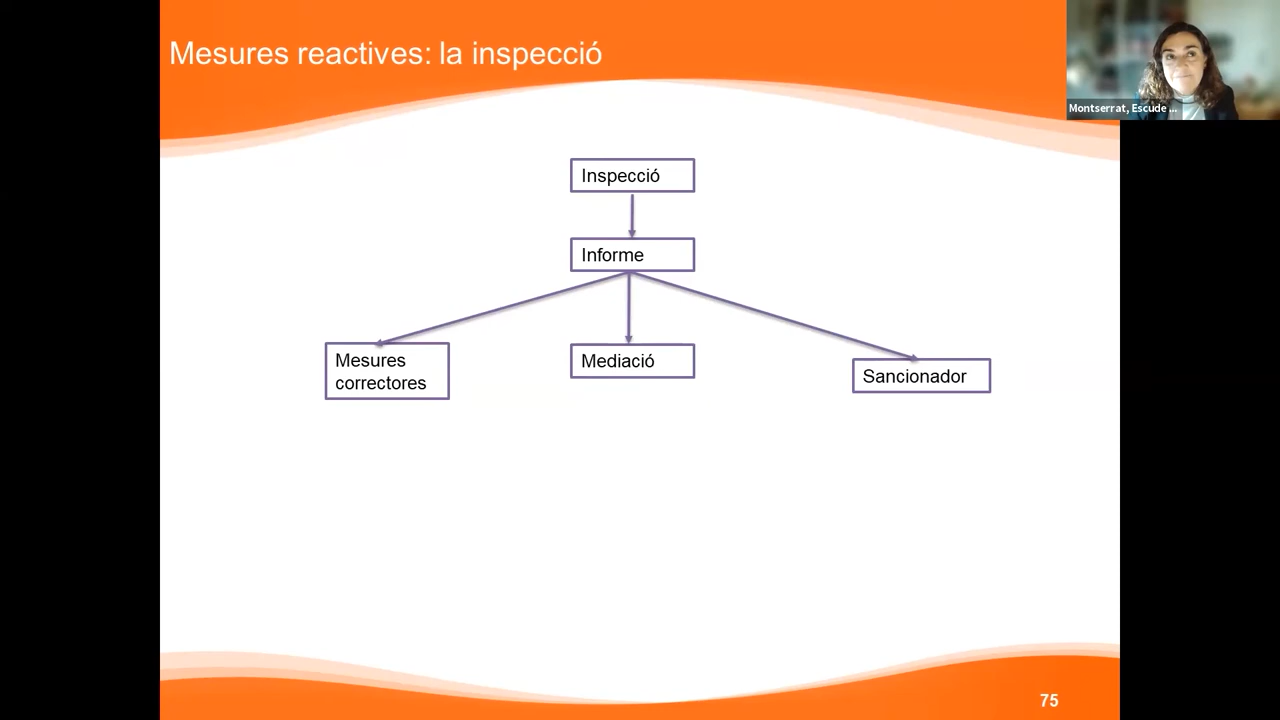 Mesures reactives: la inspecció
Montserrat, Escude ...
Inspecció
Informe
Mesures
correctores
Mediació
Sancionador
75